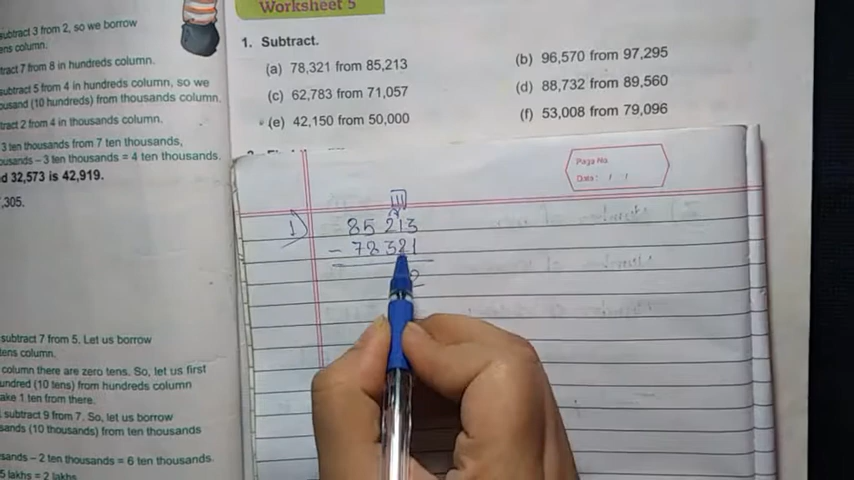 subtract 3 from 2, so we borrow
ens column.
tract 7 from 8 in hundreds column.
subtract 5 from 4 in hundreds column, so we
ousand (10 hundreds) from thousands column.
tract 2 from 4 in thousands column.
3 ten thousands from 7 ten thousands,
ousands – 3 ten thousands = 4 ten thousands.
d 32,573 is 42,919.
,305.
subtract 7 from 5. Let us borrow
tens column.
column there are zero tens. So, let us first
undred (10 tens) from hundreds column
ake 1 ten from there.
subtract 9 from 7. So, let us borrow
sands (10 thousands) from ten thousands
sands – 2 ten thousands = 6 ten thousands.
5 lakhs = 2 lakhs
Worksheet 5
1. Subtract.
(a) 78,321 from 85,213
(b) 96,570 from 97,295
(c) 62,783 from 71,057
(d) 88,732 from 89,560
(e) 42,150 from 50,000
(f) 53,008 from 79,096
Page No.
Date: / /
1) 85 213
– 78 321
2